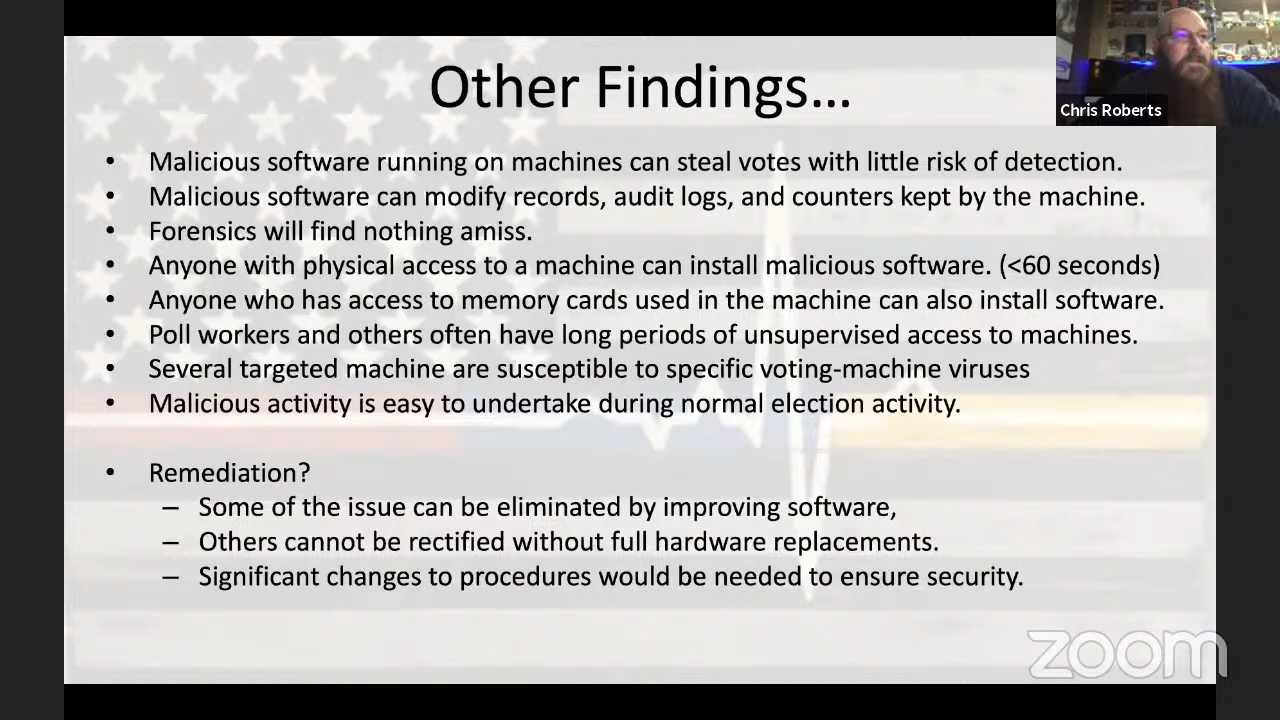 Other Findings…
Chris Roberts
• Malicious software running on machines can steal votes with little risk of detection.
• Malicious software can modify records, audit logs, and counters kept by the machine.
• Forensics will find nothing amiss.
• Anyone with physical access to a machine can install malicious software. (<60 seconds)
• Anyone who has access to memory cards used in the machine can also install software.
• Poll workers and others often have long periods of unsupervised access to machines.
• Several targeted machine are susceptible to specific voting-machine viruses
• Malicious activity is easy to undertake during normal election activity.
• Remediation?
– Some of the issue can be eliminated by improving software,
– Others cannot be rectified without full hardware replacements.
– Significant changes to procedures would be needed to ensure security.
zoom